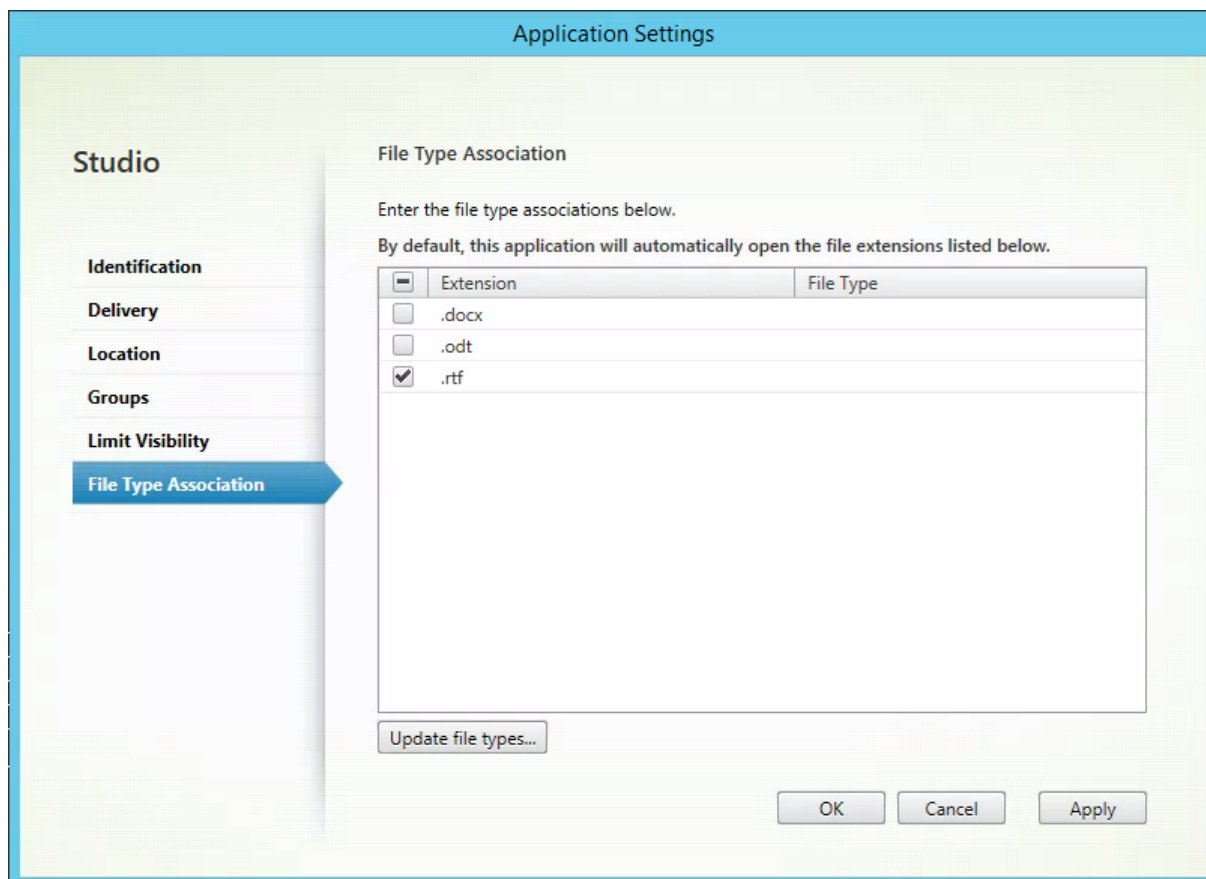 Application Settings
Studio
Identification
Delivery
Location
Groups
Limit Visibility
File Type Association
File Type Association
Enter the file type associations below.
By default, this application will automatically open the file extensions listed below.
Extension File Type
.docx
.odt
.rtf
Update file types...
OK Cancel Apply